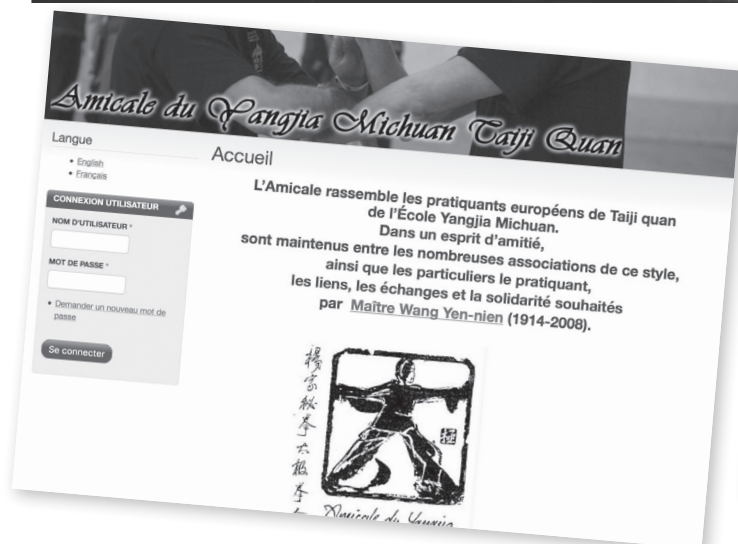 Amicale du Yangjia Michuan Taiji Quan
Langue
• English
• Français
CONNEXION UTILISATEUR
NOM D'UTILISATEUR *
MOT DE PASSE *
• Demander un nouveau mot de
passe
Se connecter
Accueil
L'Amicale rassemble les pratiquants européens de Taiji quan
de l'École Yangjia Michuan.
Dans un esprit d'amitié,
sont maintenus entre les nombreuses associations de ce style,
ainsi que les particuliers le pratiquant,
les liens, les échanges et la solidarité souhaités
par Maître Wang Yen-nien (1914-2008).
Amicale du